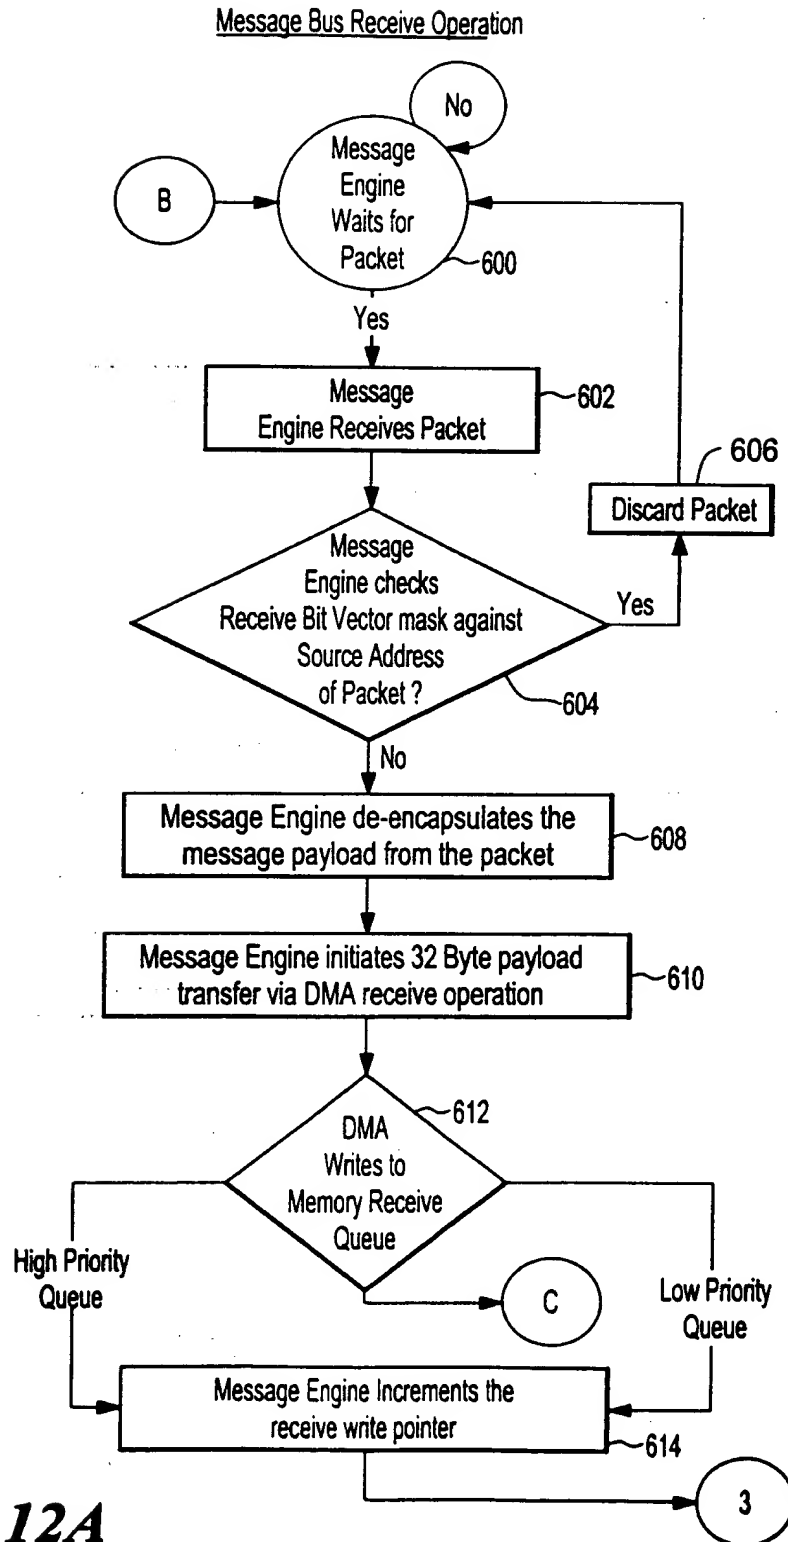 Message Bus Receive Operation
No
Message
Engine
Waits for
Packet
B
600
Yes
Message
Engine Receives Packet
602
606
Discard Packet
Message
Engine checks
Receive Bit Vector mask against
Source Address
of Packet ?
Yes
604
No
Message Engine de-encapsulates the
message payload from the packet
608
Message Engine initiates 32 Byte payload
transfer via DMA receive operation
610
612
DMA
Writes to
Memory Receive
Queue
High Priority
Queue
C
Low Priority
Queue
Message Engine Increments the
receive write pointer
614
3
12A